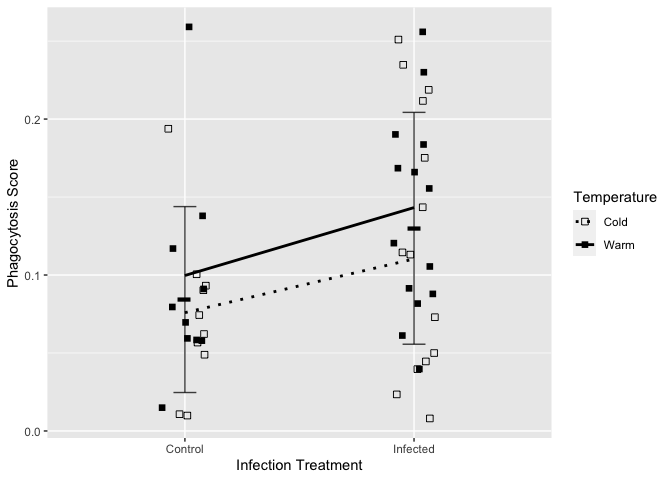 0.2
0.1
0.0
Phagocytosis Score
Control
Infected
Infection Treatment
Temperature
Cold
Warm